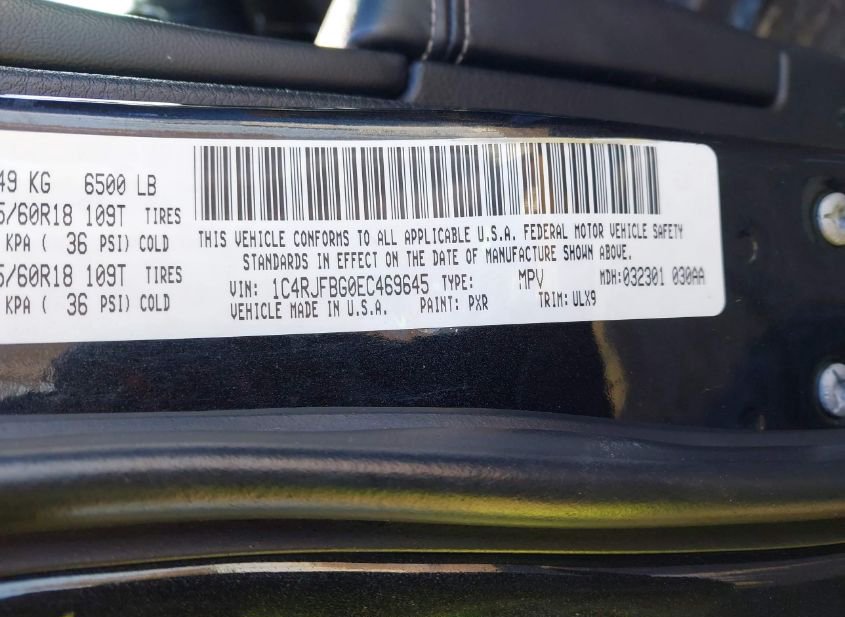 49 KG 6500 LB
5/60R18 109T TIRES
KPA ( 36 PSI) COLD
5/60R18 109T TIRES
KPA ( 36 PSI) COLD
THIS VEHICLE CONFORMS TO ALL APPLICABLE U.S.A. FEDERAL MOTOR VEHICLE SAFETY
STANDARDS IN EFFECT ON THE DATE OF MANUFACTURE SHOWN ABOVE.
VIN: 1C4RJFBG0EC469645 TYPE: MPV MDH:032301 030AA
VEHICLE MADE IN U.S.A. PAINT: PXR TRIM: ULX9